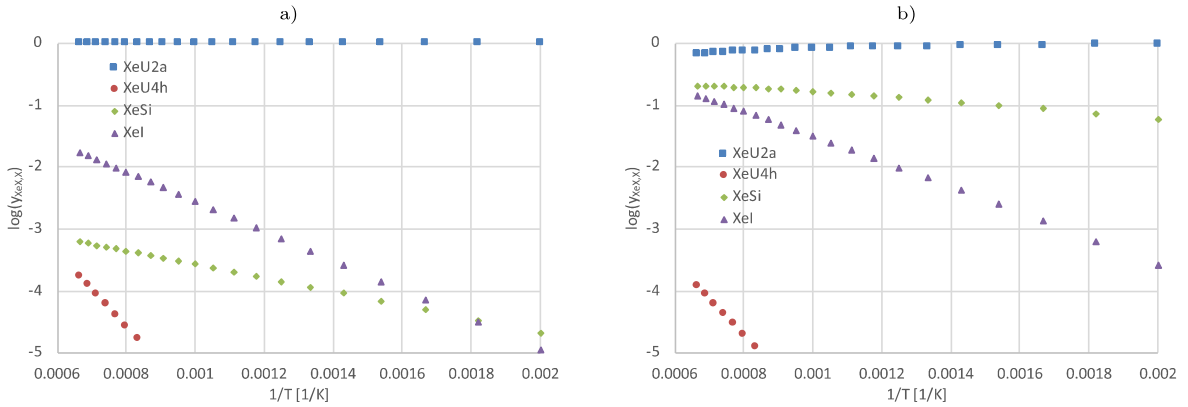 a)
0
-1
-2
-3
-4
-5
log(yXeX,X)
XeU2a
XeU4h
XeSi
XeI
0.0006
0.0008
0.001
0.0012
0.0014
0.0016
0.0018
0.002
1/T [1/K]
b)
0
-1
-2
-3
-4
-5
log(yXeX,X)
XeU2a
XeU4h
XeSi
XeI
0.0006
0.0008
0.001
0.0012
0.0014
0.0016
0.0018
0.002
1/T [1/K]